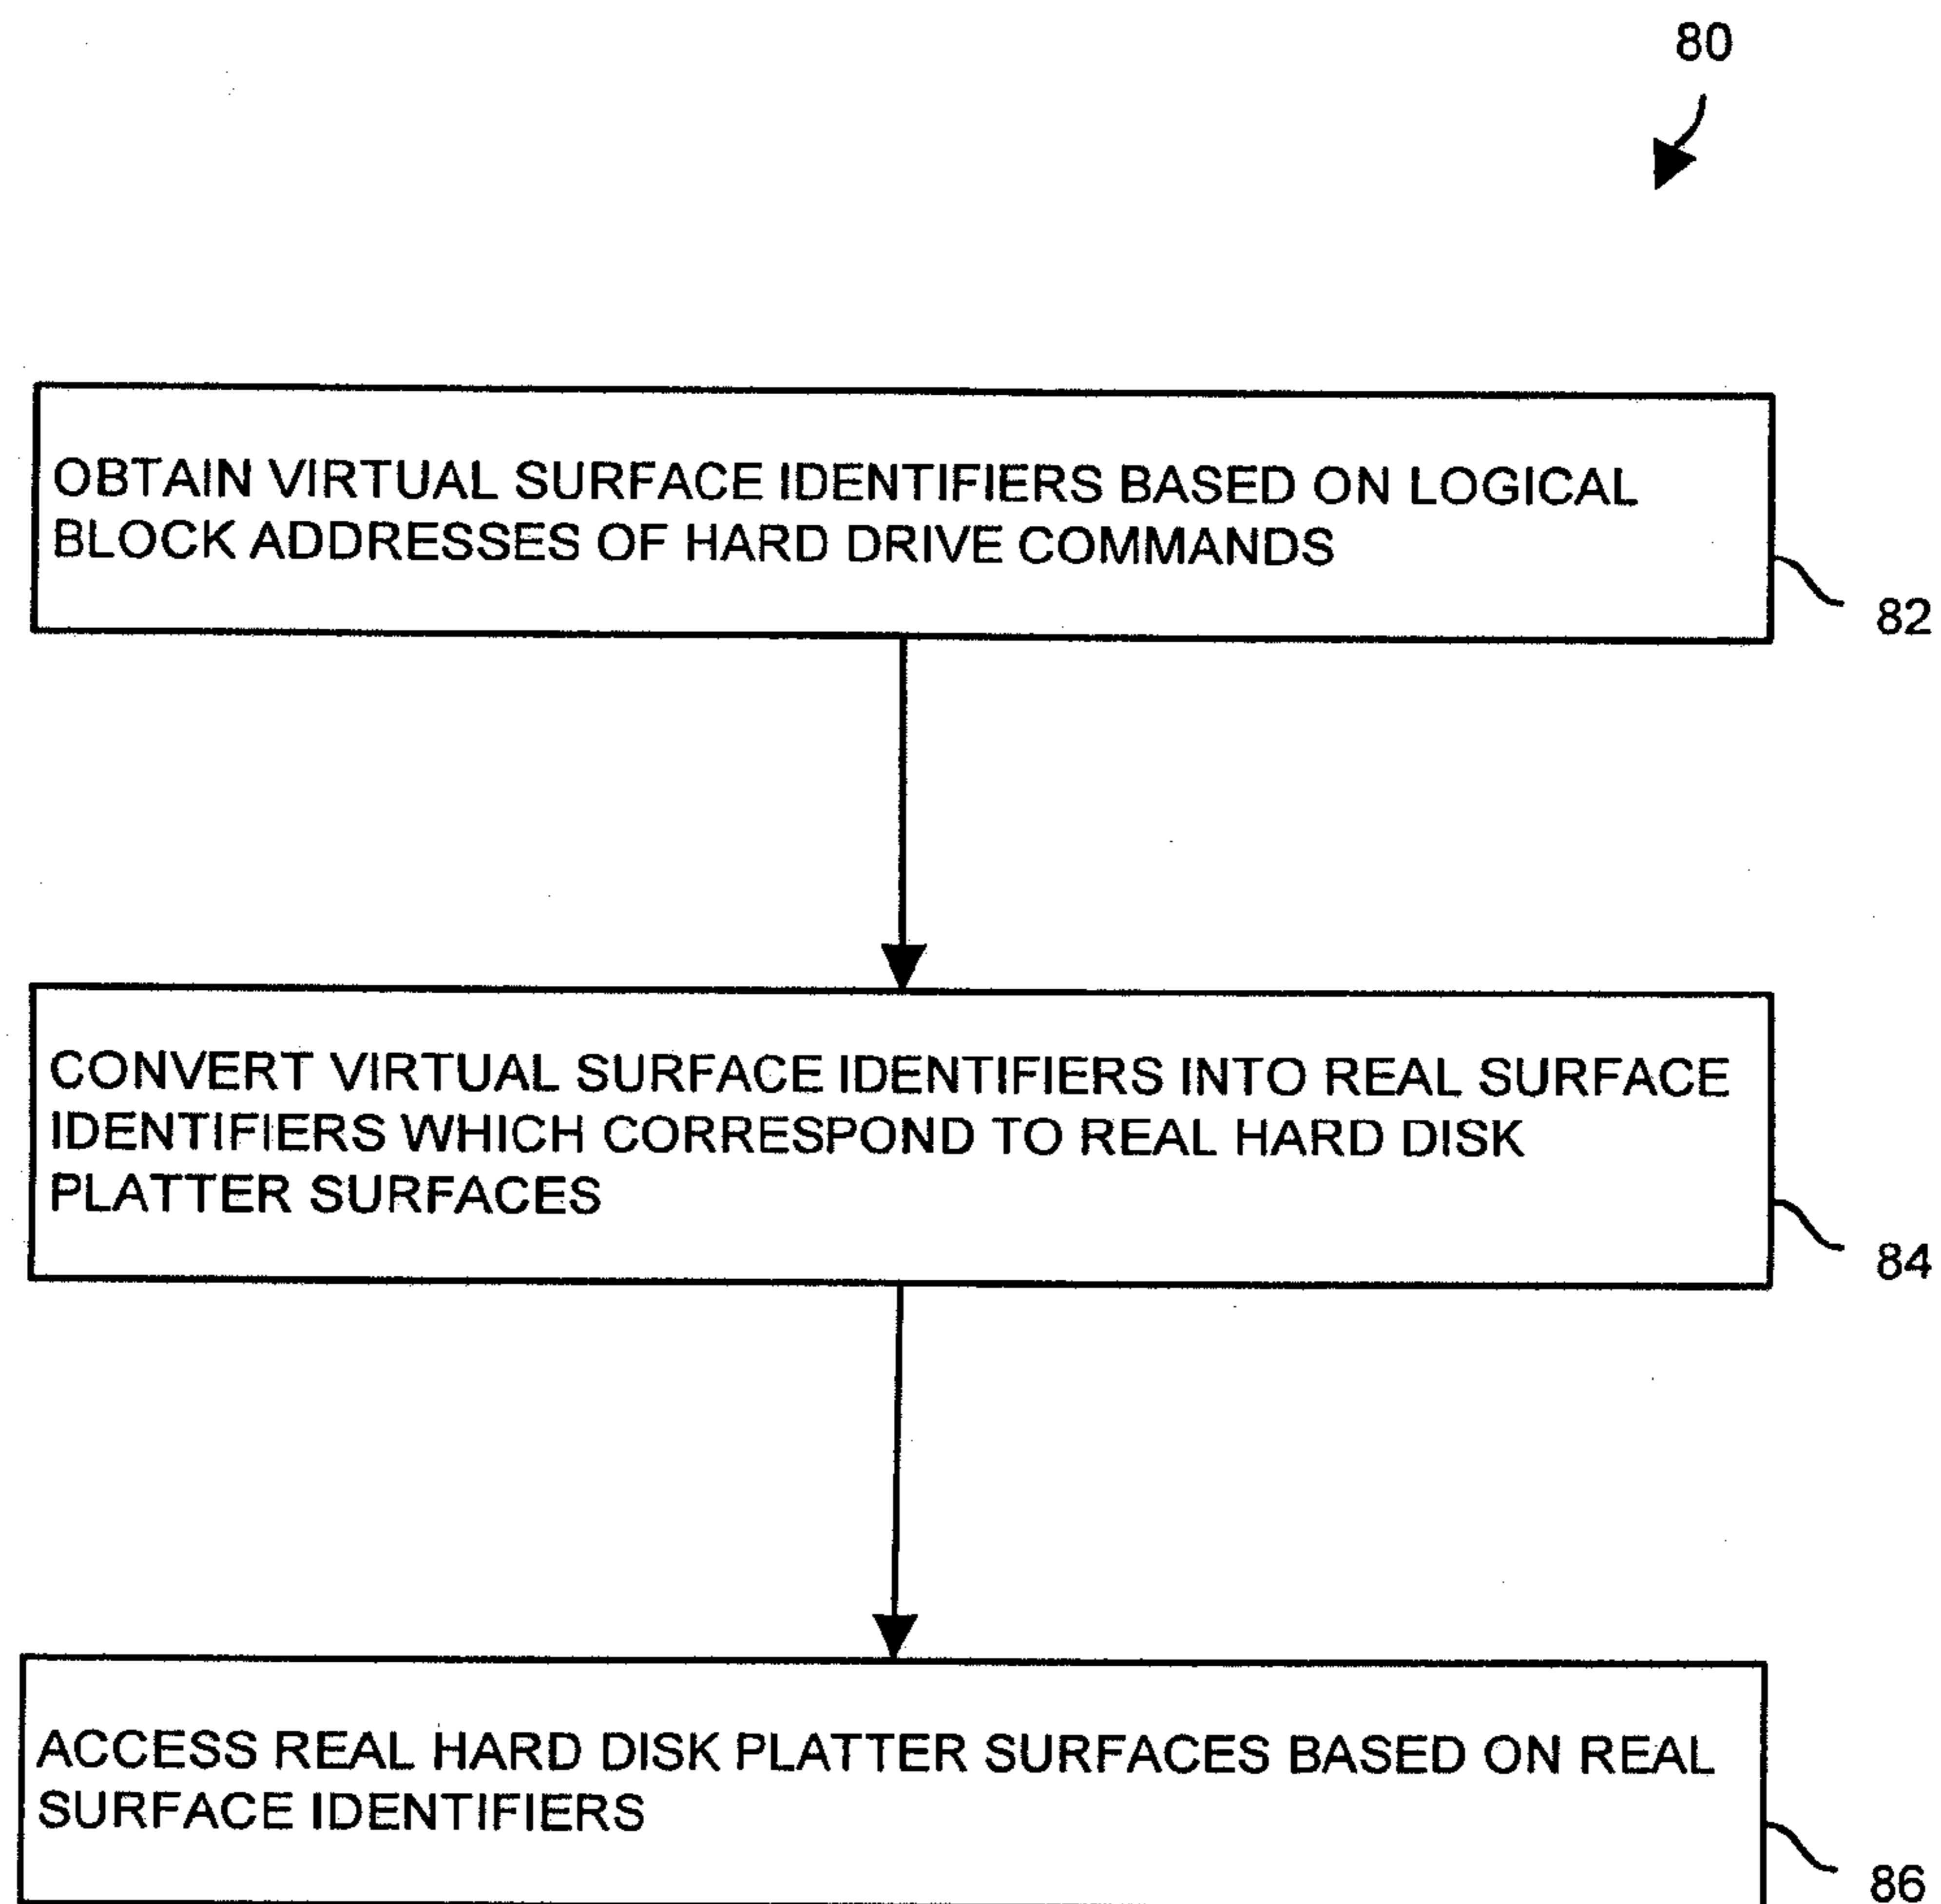 80
OBTAIN VIRTUAL SURFACE IDENTIFIERS BASED ON LOGICAL
BLOCK ADDRESSES OF HARD DRIVE COMMANDS
82
CONVERT VIRTUAL SURFACE IDENTIFIERS INTO REAL SURFACE
IDENTIFIERS WHICH CORRESPOND TO REAL HARD DISK
PLATTER SURFACES
84
ACCESS REAL HARD DISK PLATTER SURFACES BASED ON REAL
SURFACE IDENTIFIERS
86